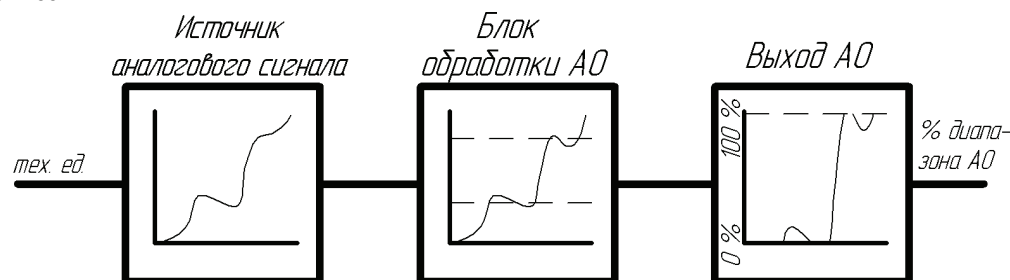 Источник
аналогового сигнала
Блок
обработки АО
Выход АО
тех. ед.
100 %
0 %
% диапа-
зона АО